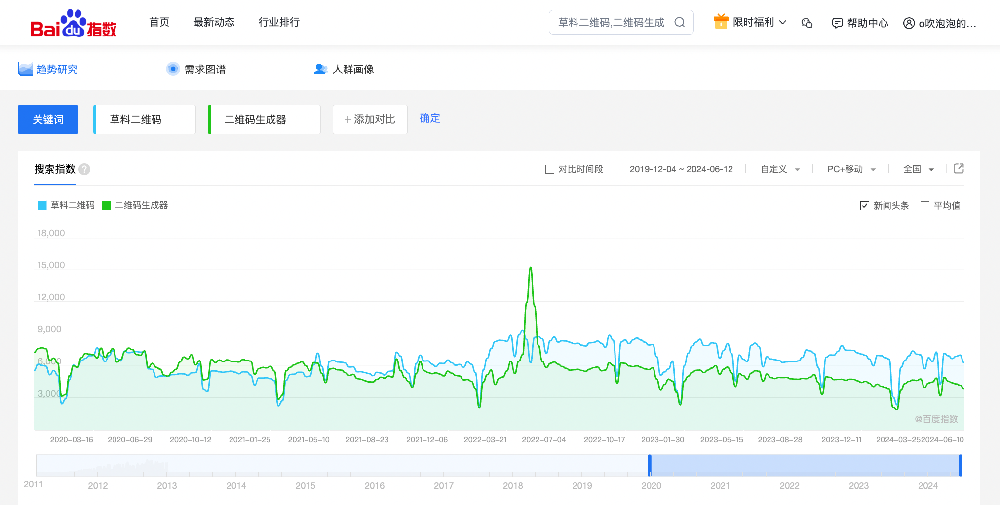 Baidu指数
首页 最新动态 行业排行
草料二维码,二维码生成
限时福利
帮助中心
o吹泡泡的...
趋势研究 需求图谱 人群画像
关键词 草料二维码 二维码生成器 +添加对比 确定
搜索指数 ?
对比时间段 2019-12-04 ~ 2024-06-12 自定义 PC+移动 全国
草料二维码 二维码生成器
新闻头条 平均值
18,000
15,000
12,000
9,000
6,000
3,000
@百度指数
2020-03-16 2020-06-29 2020-10-12 2021-01-25 2021-05-10 2021-08-23 2021-12-06 2022-03-21 2022-07-04 2022-10-17 2023-01-30 2023-05-15 2023-08-28 2023-12-11 2024-03-25 2024-06-10
2011 2012 2013 2014 2015 2016 2017 2018 2019 2020 2021 2022 2023 2024